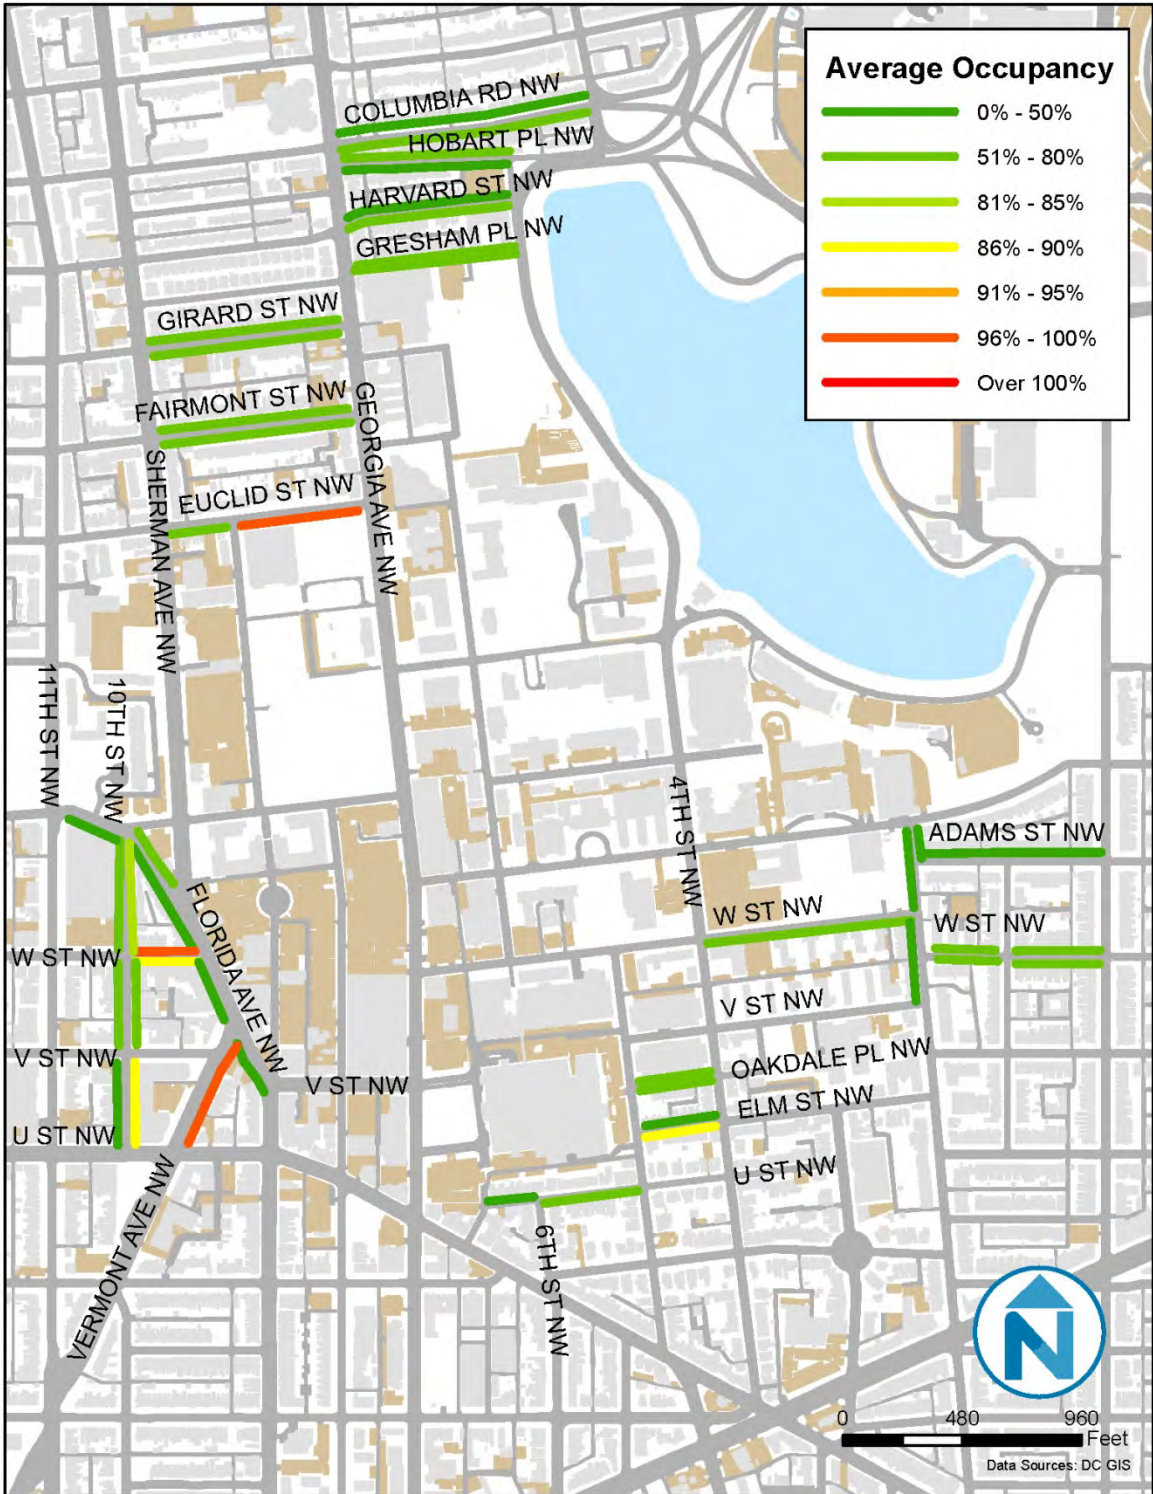 Average Occupancy
0% - 50%
51% - 80%
81% - 85%
86% - 90%
91% - 95%
96% - 100%
Over 100%
COLUMBIA RD NW
HOBART PL NW
HARVARD ST NW
GRESHAM PL NW
GIRARD ST NW
FAIRMONT ST NW
GEORGIA AVE NW
EUCLID ST NW
SHERMAN AVE NW
11TH ST NW
10TH ST NW
4TH ST NW
ADAMS ST NW
FLORIDA AVE NW
W ST NW
W ST NW
W ST NW
V ST NW
V ST NW
V ST NW
OAKDALE PL NW
ELM ST NW
U ST NW
U ST NW
VERMONT AVE NW
6TH ST NW
N
0 480 960
Feet
Data Sources: DC GIS